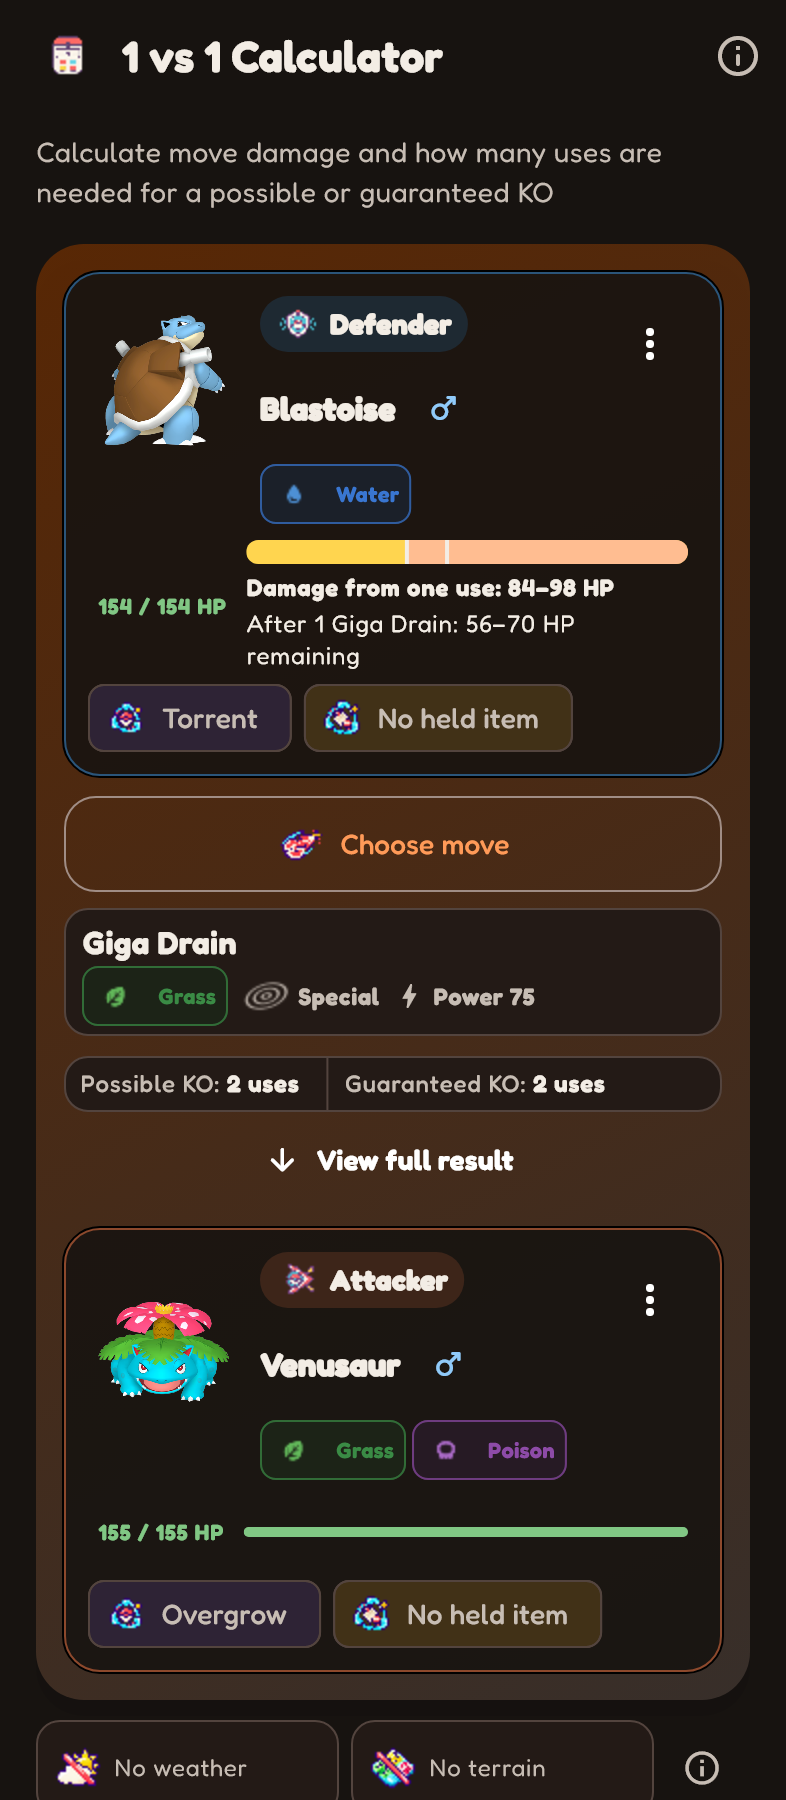 1 vs 1 Calculator
Calculate move damage and how many uses are
needed for a possible or guaranteed KO
Defender
Blastoise ♂
Water
154 / 154 HP
Damage from one use: 84–98 HP
After 1 Giga Drain: 56–70 HP
remaining
Torrent
No held item
Choose move
Giga Drain
Grass Special Power 75
Possible KO: 2 uses Guaranteed KO: 2 uses
View full result
Attacker
Venusaur ♂
Grass Poison
155 / 155 HP
Overgrow
No held item
No weather
No terrain